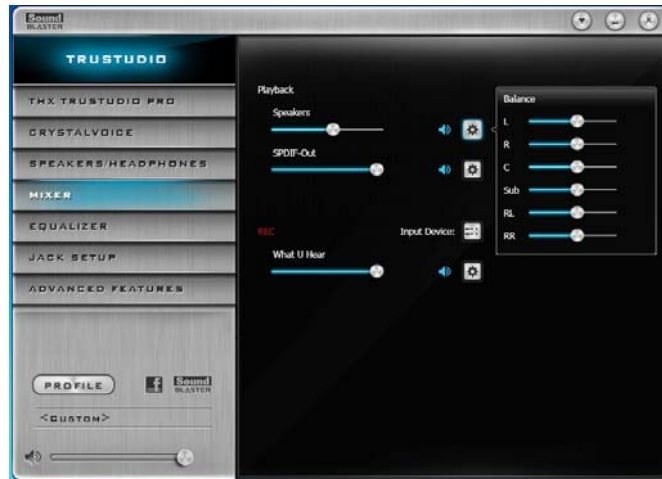 Sound
BLASTER
TRUSTUDIO
THX TRUSTUDIO PRO
CRYSTALVOICE
SPEAKERS/HEADPHONES
MIXER
EQUALIZER
JACK SETUP
ADVANCED FEATURES
PROFILE
f
Sound
BLASTER
<CUSTOM>
Playback
Speakers
SPDIF-Out
REC
Input Device:
What U Hear
Balance
L
R
C
Sub
RL
RR